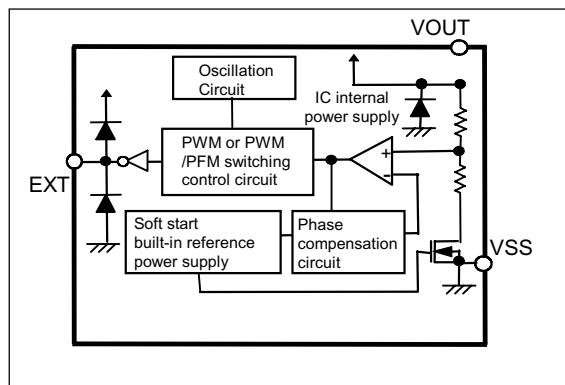 VOUT
Oscillation
Circuit
IC internal
power supply
PWM or PWM
/PFM switching
control circuit
+
-
EXT
Soft start
built-in reference
power supply
Phase
compensation
circuit
VSS